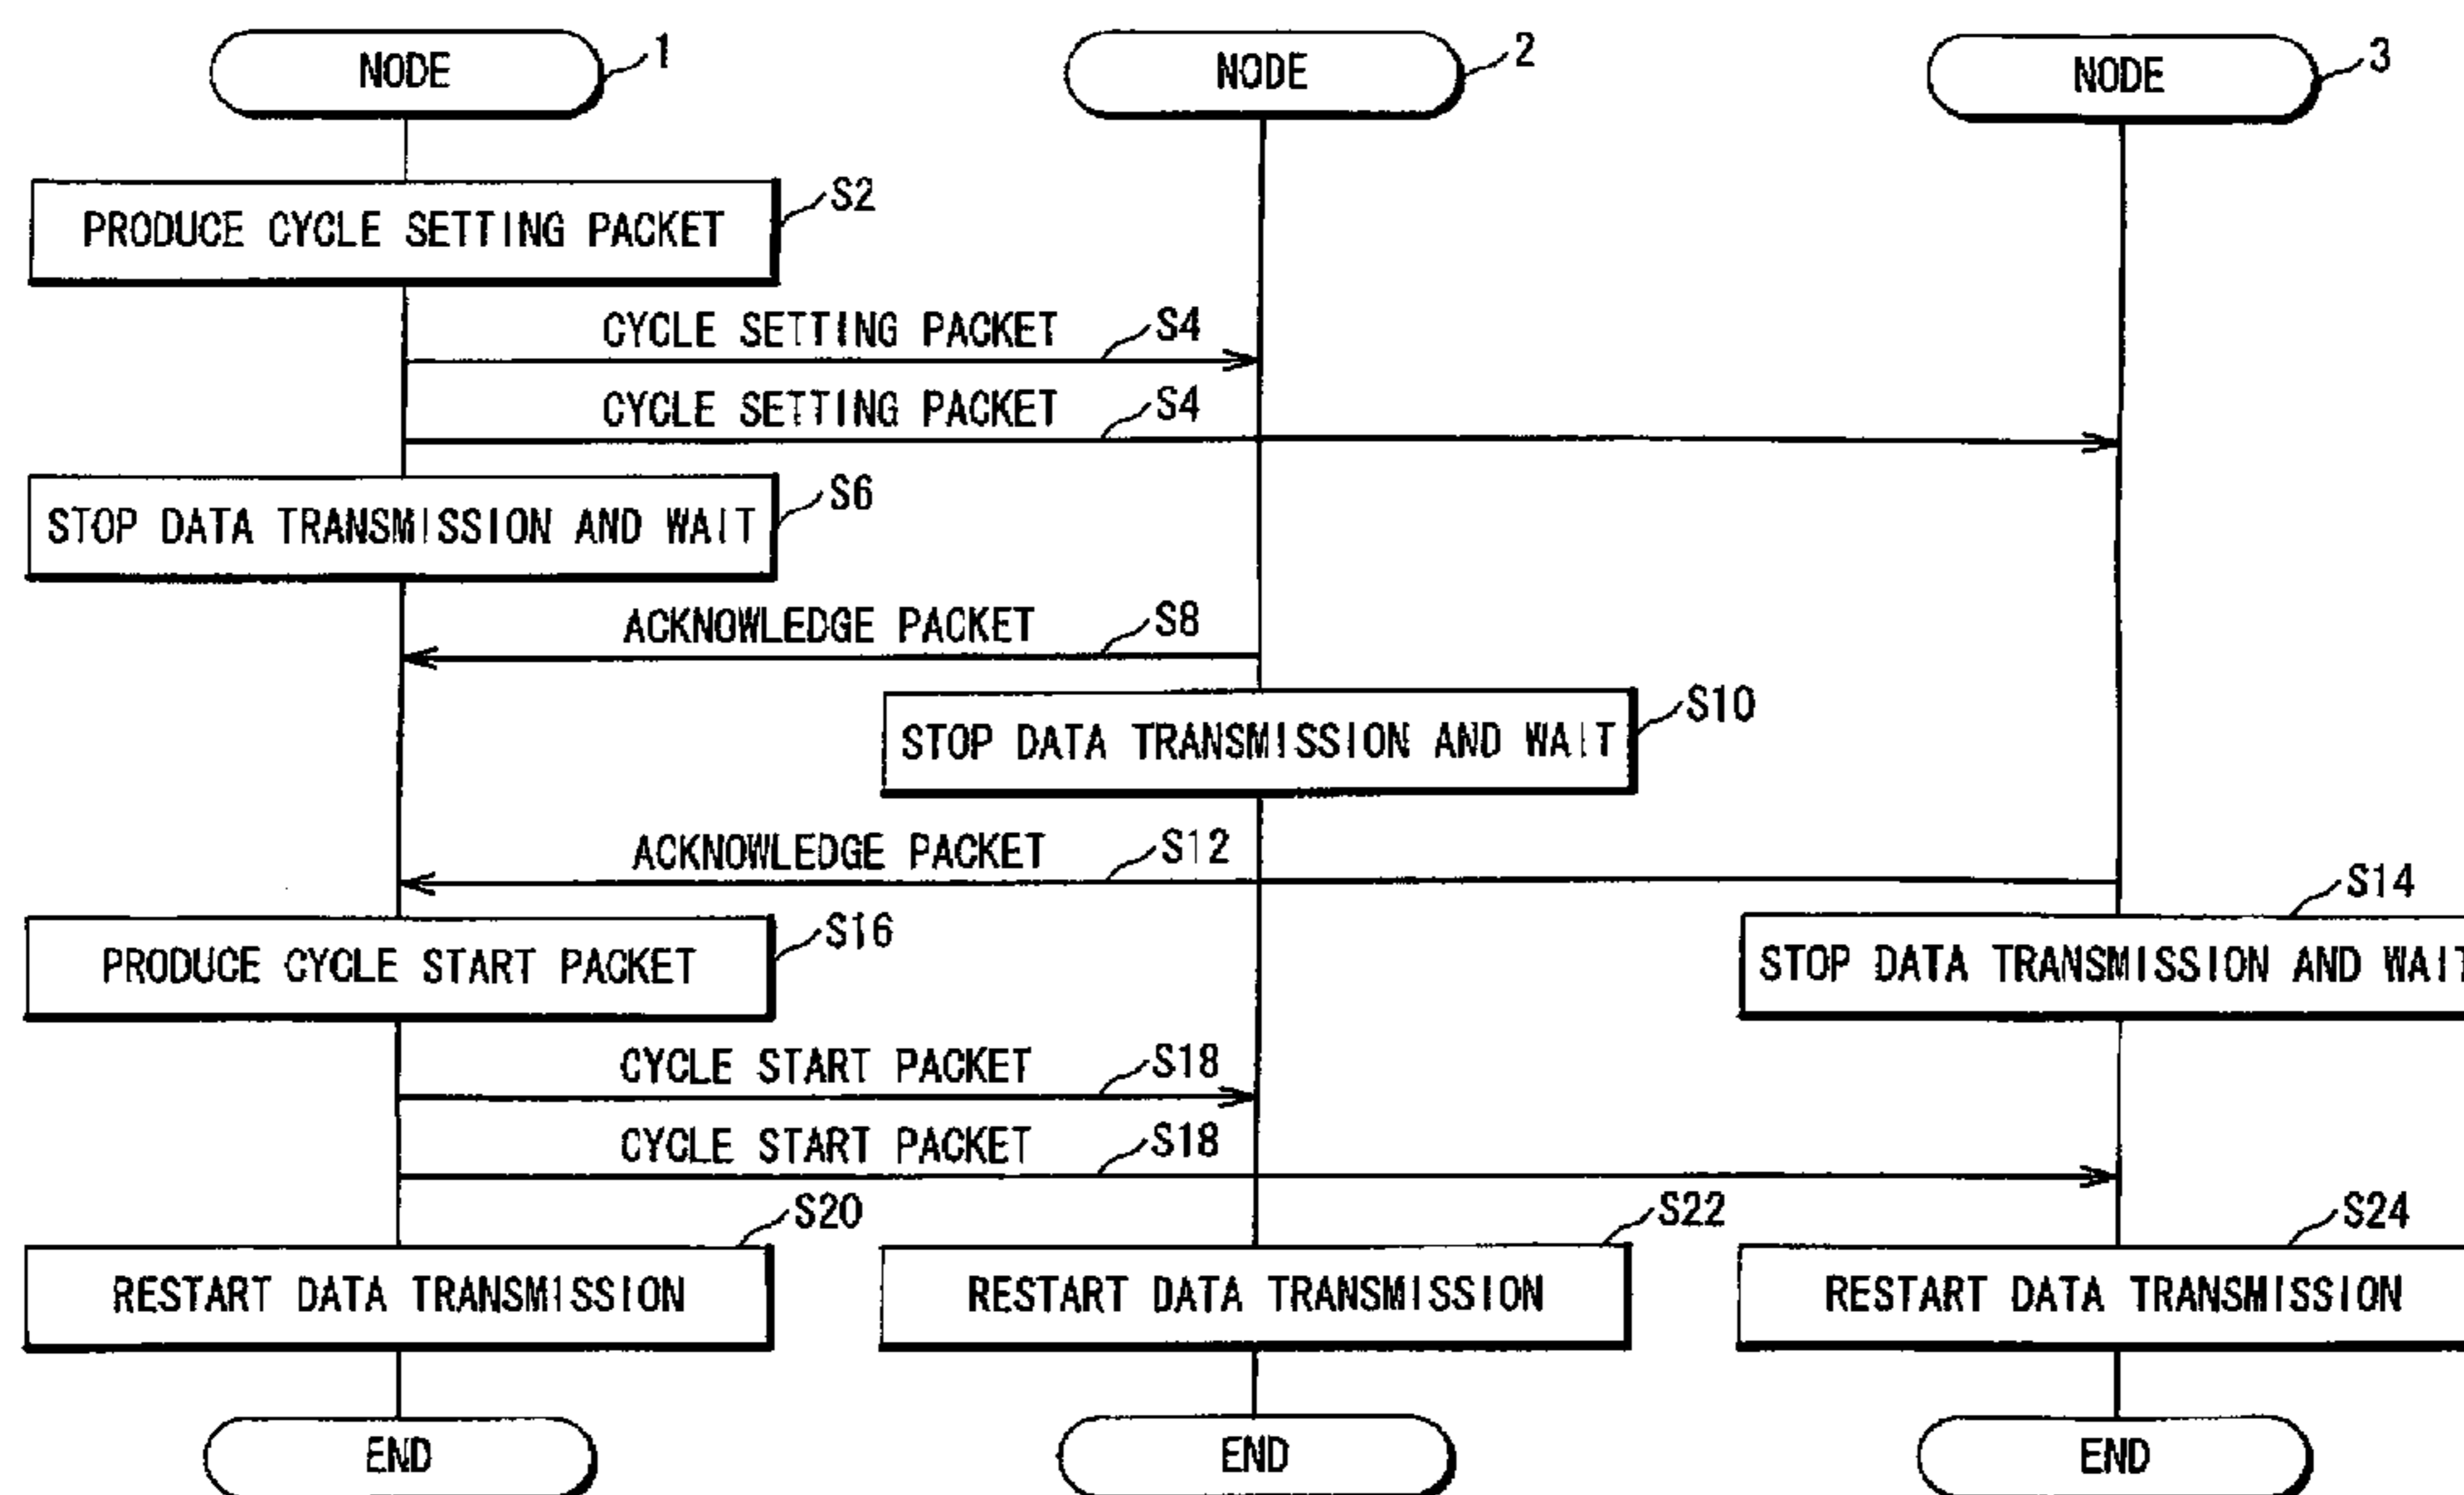 NODE 1
NODE 2
NODE 3
PRODUCE CYCLE SETTING PACKET S2
CYCLE SETTING PACKET S4
CYCLE SETTING PACKET S4
STOP DATA TRANSMISSION AND WAIT S6
ACKNOWLEDGE PACKET S8
STOP DATA TRANSMISSION AND WAIT S10
ACKNOWLEDGE PACKET S12
S14
PRODUCE CYCLE START PACKET S16
STOP DATA TRANSMISSION AND WAIT
CYCLE START PACKET S18
CYCLE START PACKET S18
S20
S22
S24
RESTART DATA TRANSMISSION
RESTART DATA TRANSMISSION
RESTART DATA TRANSMISSION
END
END
END